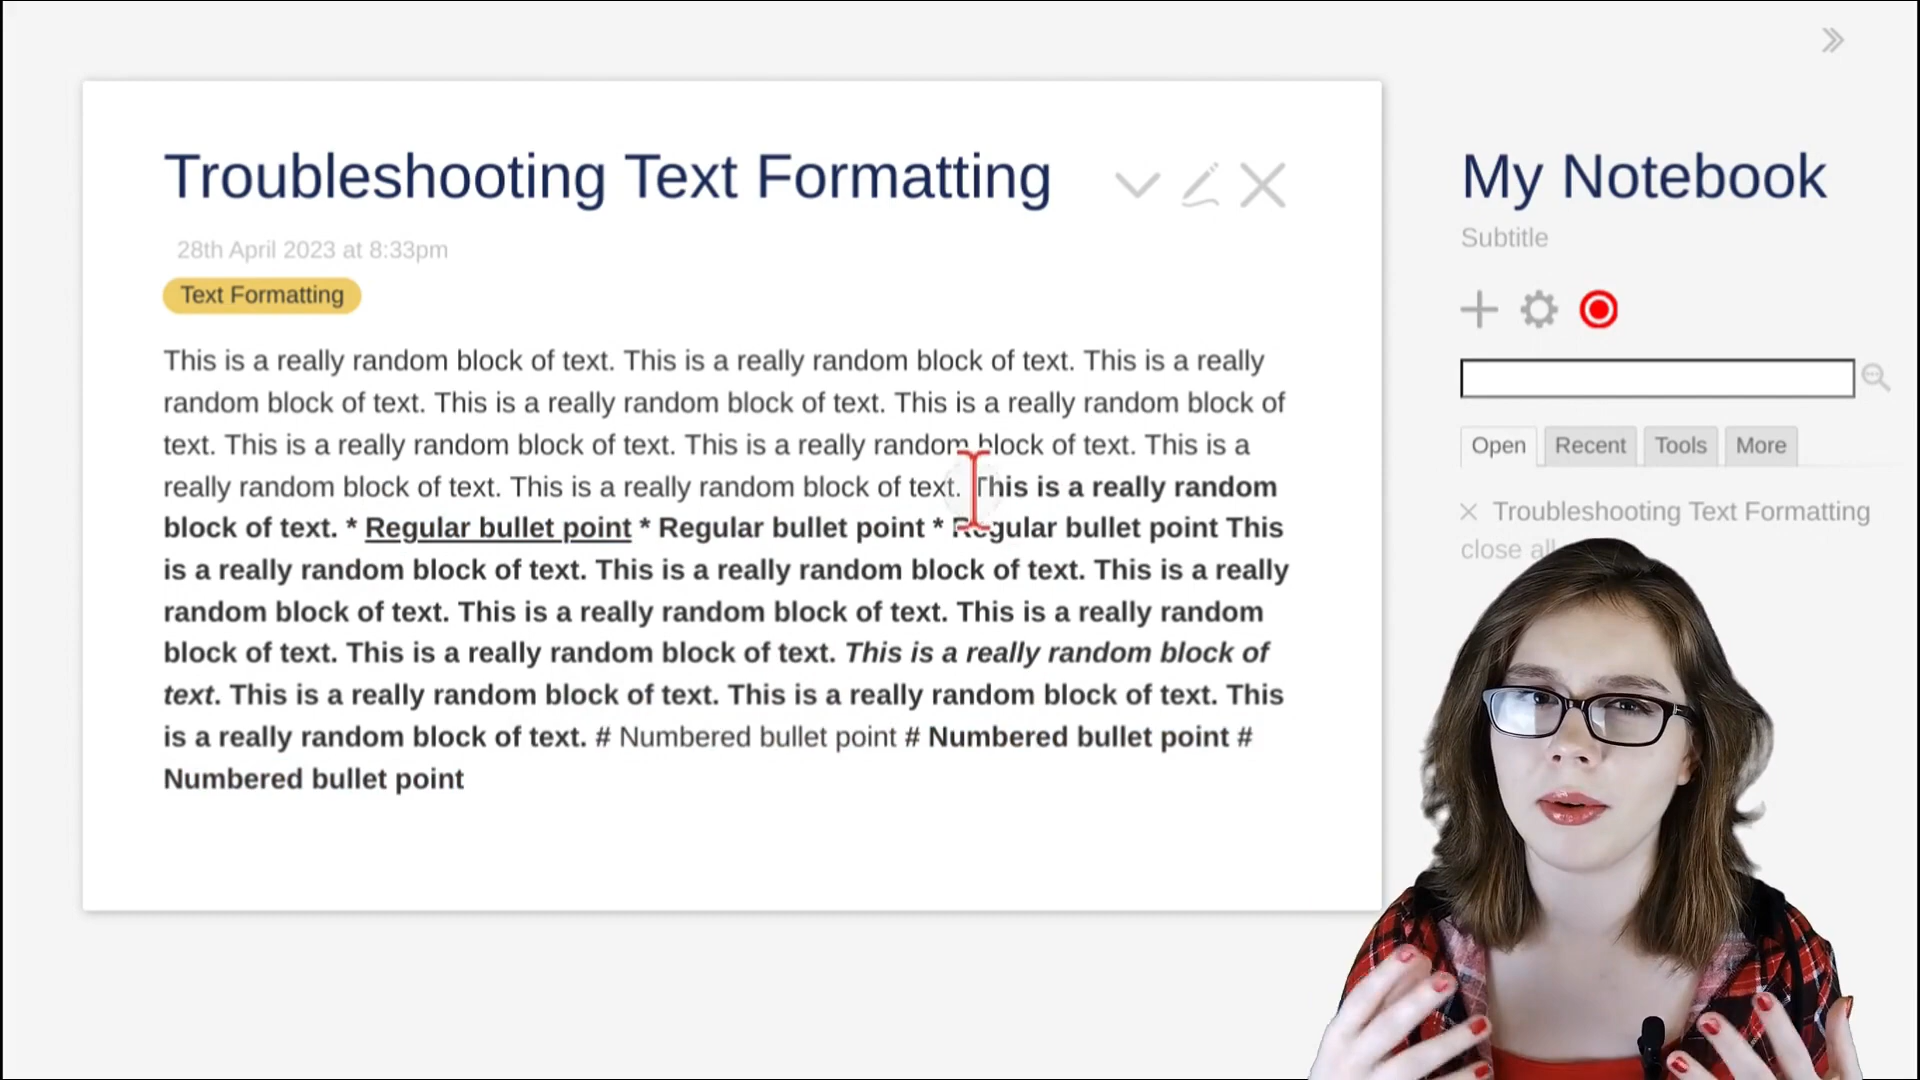 Troubleshooting Text Formatting
28th April 2023 at 8:33pm
Text Formatting
This is a really random block of text. This is a really random block of text. This is a really
random block of text. This is a really random block of text. This is a really random block of
text. This is a really random block of text. This is a really random block of text. This is a
really random block of text. This is a really random block of text. This is a really random
block of text. * Regular bullet point * Regular bullet point * Regular bullet point This
is a really random block of text. This is a really random block of text. This is a really
random block of text. This is a really random block of text. This is a really random
block of text. This is a really random block of text. This is a really random block of
text. This is a really random block of text. This is a really random block of text. This
is a really random block of text. # Numbered bullet point # Numbered bullet point #
Numbered bullet point
My Notebook
Subtitle
Open Recent Tools More
Troubleshooting Text Formatting
close all